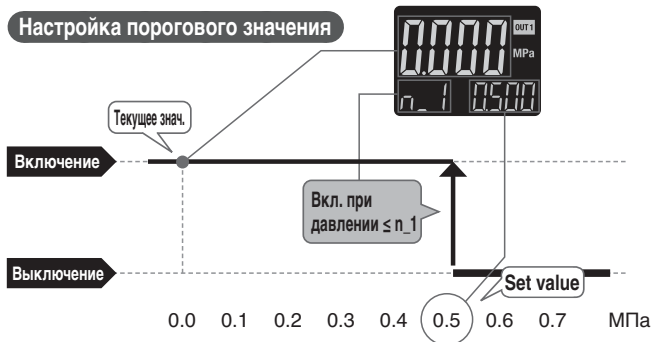 Настройка порогового значения
0.000
OUT1
MPa
n_1 0.500
Текущее знач.
Включение
Вкл. при
давлении ≤ n_1
Выключение
Set value
0.0 0.1 0.2 0.3 0.4 0.5 0.6 0.7 МПа